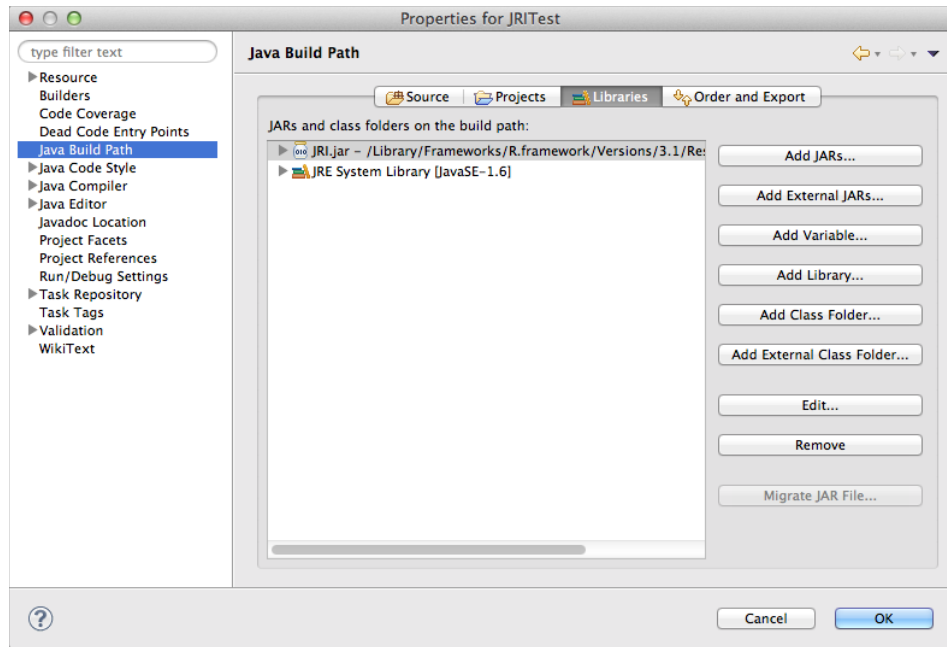 Properties for JRITest
type filter text
Resource
Builders
Code Coverage
Dead Code Entry Points
Java Build Path
Java Code Style
Java Compiler
Java Editor
Javadoc Location
Project Facets
Project References
Run/Debug Settings
Task Repository
Task Tags
Validation
WikiText
Java Build Path
Source Projects Libraries Order and Export
JARs and class folders on the build path:
JRI.jar – /Library/Frameworks/R.framework/Versions/3.1/Res
JRE System Library [JavaSE-1.6]
Add JARs...
Add External JARs...
Add Variable...
Add Library...
Add Class Folder...
Add External Class Folder...
Edit...
Remove
Migrate JAR File...
?
Cancel OK